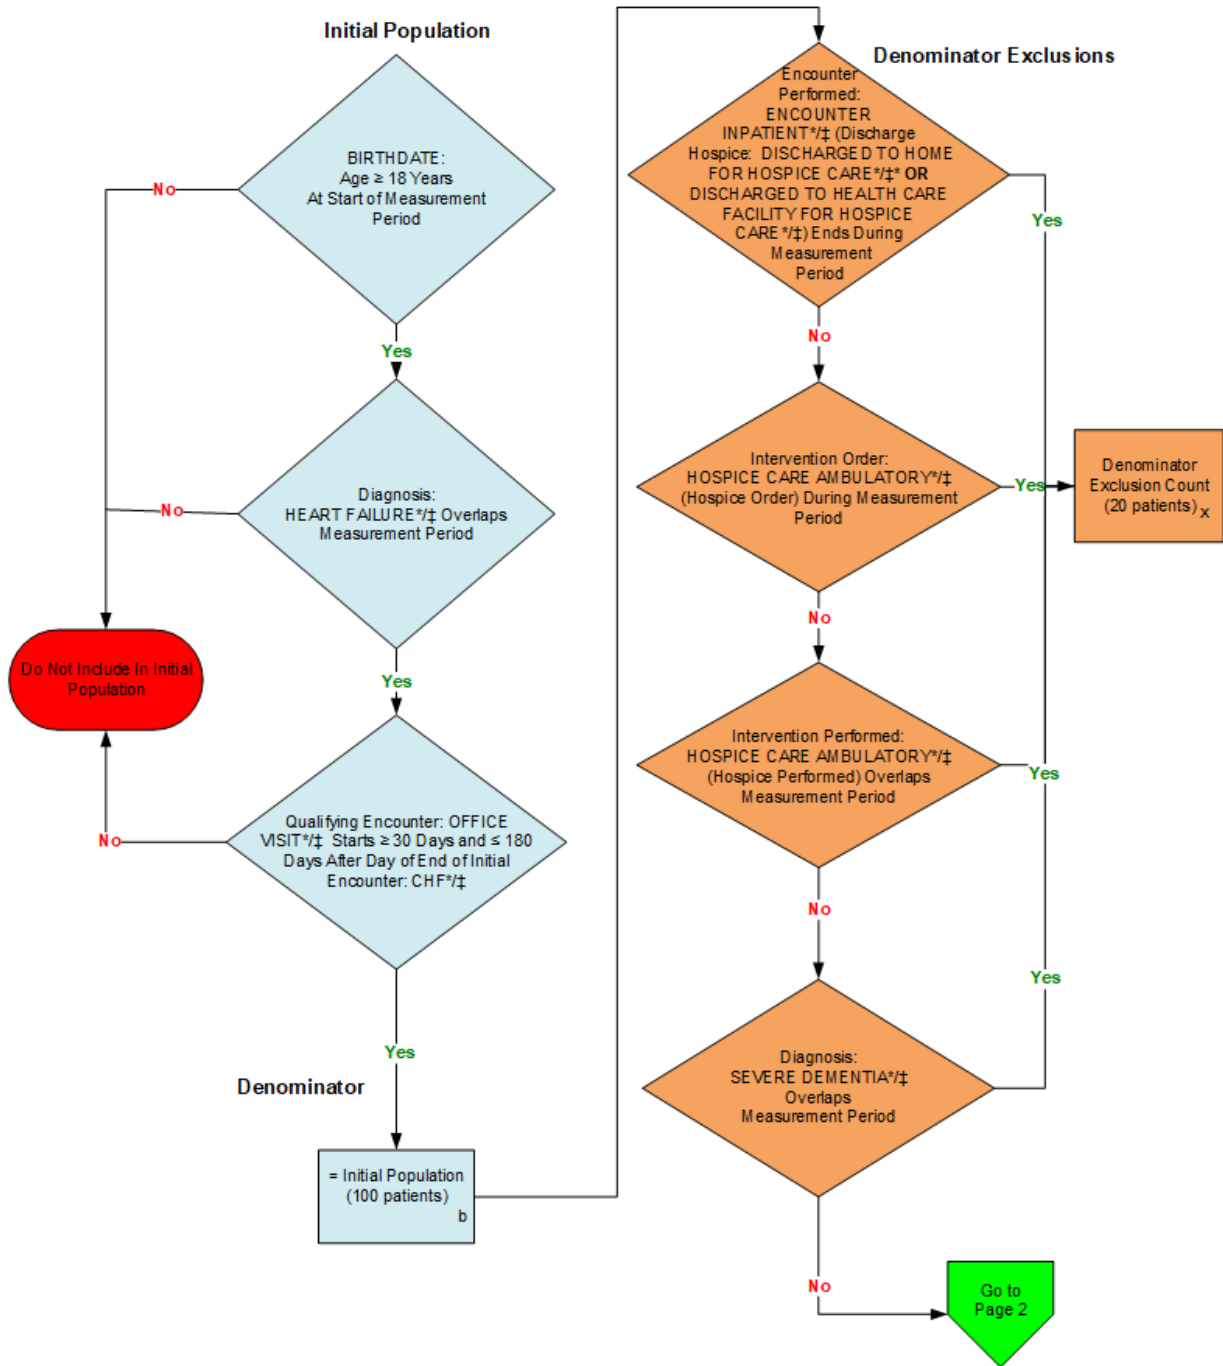 Initial Population
BIRTHDATE:
Age ≥ 18 Years
At Start of Measurement
Period
No
Yes
Diagnosis:
HEART FAILURE*/‡ Overlaps
Measurement Period
No
Yes
Do Not Include In Initial
Population
Qualifying Encounter: OFFICE
VISIT*/‡ Starts ≥ 30 Days and ≤ 180
Days After Day of End of Initial
Encounter: CHF*/‡
No
Yes
Denominator
= Initial Population
(100 patients)
b
Denominator Exclusions
Encounter
Performed:
ENCOUNTER
INPATIENT*/‡ (Discharge
Hospice: DISCHARGED TO HOME
FOR HOSPICE CARE*/‡* OR
DISCHARGED TO HEALTH CARE
FACILITY FOR HOSPICE
CARE*/‡) Ends During
Measurement
Period
Yes
No
Intervention Order:
HOSPICE CARE AMBULATORY*/‡
(Hospice Order) During Measurement
Period
Yes
Denominator
Exclusion Count
(20 patients) x
No
Intervention Performed:
HOSPICE CARE AMBULATORY*/‡
(Hospice Performed) Overlaps
Measurement Period
Yes
No
Diagnosis:
SEVERE DEMENTIA*/‡
Overlaps
Measurement Period
Yes
No
Go to
Page 2